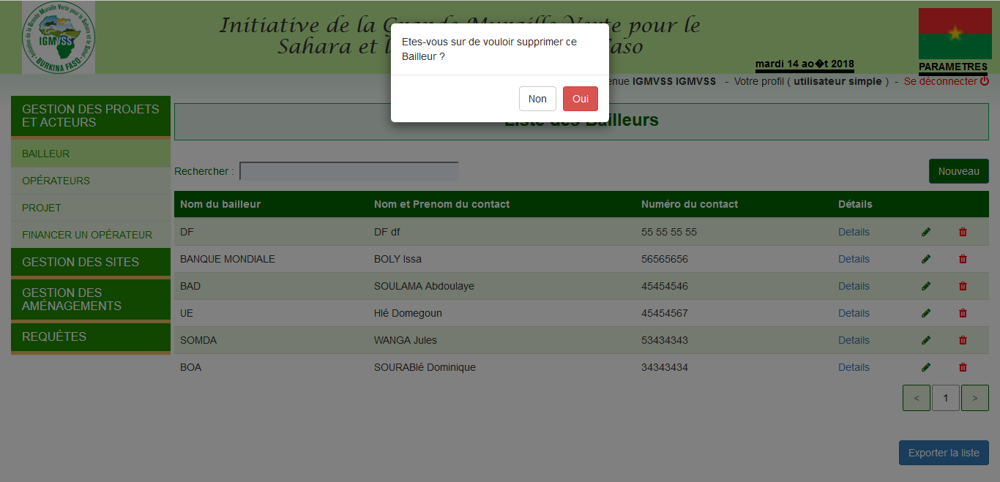 Initiative de la Grande Muraille Verte pour le
Sahara et l aso
IGMVSS
BURKINA FASO
Etes-vous sur de vouloir supprimer ce
Bailleur ?
Non Oui
mardi 14 ao�t 2018
PARAMETRES
enue IGMVSS IGMVSS - Votre profil ( utilisateur simple ) - Se déconnecter
GESTION DES PROJETS
ET ACTEURS
BAILLEUR
OPÉRATEURS
PROJET
FINANCER UN OPÉRATEUR
GESTION DES SITES
GESTION DES
AMÉNAGEMENTS
REQUÈTES
Liste des Bailleurs
Rechercher :
Nouveau
Nom du bailleur Nom et Prenom du contact Numéro du contact Détails
DF DF df 55 55 55 55 Details
BANQUE MONDIALE BOLY Issa 56565656 Details
BAD SOULAMA Abdoulaye 45454546 Details
UE Hlé Domegoun 45454567 Details
SOMDA WANGA Jules 53434343 Details
BOA SOURABlé Dominique 34343434 Details
< 1 >
Exporter la liste